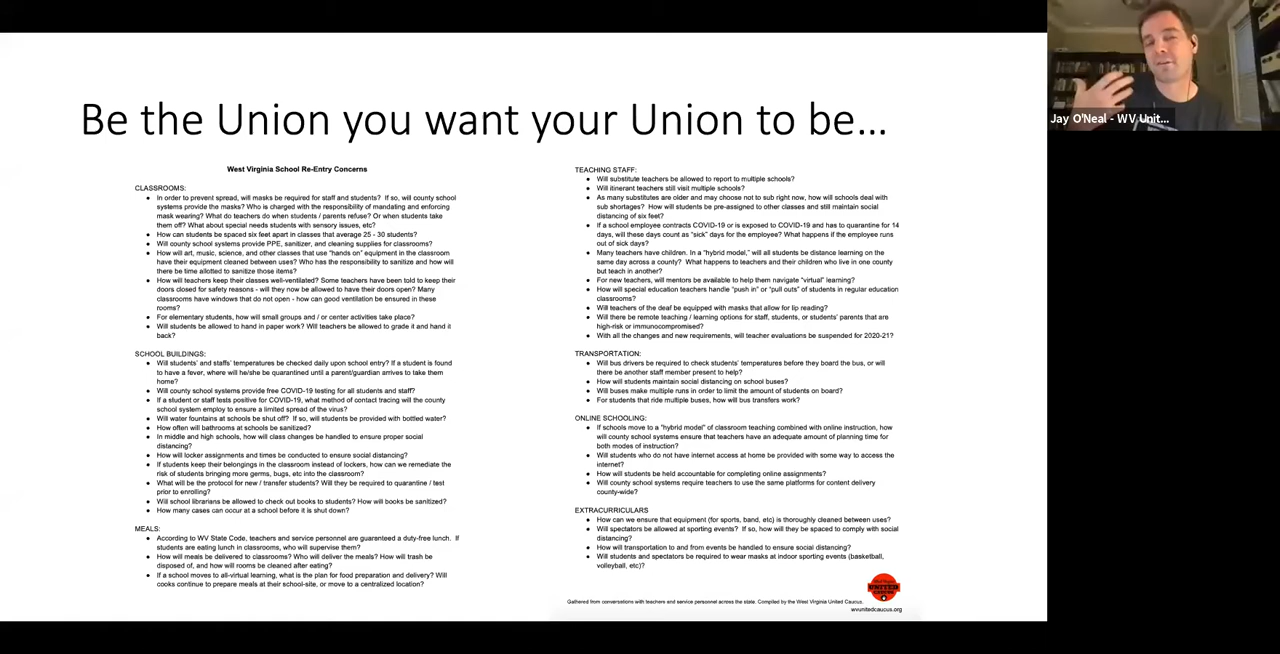 Be the Union you want your Union to be...
Jay O'Neal - WV Unit...
West Virginia School Re-Entry Concerns
CLASSROOMS:
● In order to prevent spread, will masks be required for staff and students? If so, will county school
systems provide the masks? Who is charged with the responsibility of mandating and enforcing
mask wearing? What do teachers do when students / parents refuse? Or when students take
them off? What about special needs students with sensory issues, etc?
● How can students be spaced six feet apart in classes that average 25 - 30 students?
● Will county school systems provide PPE, sanitizer, and cleaning supplies for classrooms?
● How will art, music, science, and other classes that use "hands on" equipment in the classroom
have their equipment cleaned between uses? Who has the responsibility to sanitize and how will
there be time allotted to sanitize those items?
● How will teachers keep their classes well-ventilated? Some teachers have been told to keep their
doors closed for safety reasons - will they now be allowed to have their doors open? Many
classrooms have windows that do not open - how can good ventilation be ensured in these
rooms?
● For elementary students, how will small groups and / or center activities take place?
● Will students be allowed to hand in paper work? Will teachers be allowed to grade it and hand it
back?
SCHOOL BUILDINGS:
● Will students' and staffs' temperatures be checked daily upon school entry? If a student is found
to have a fever, where will he/she be quarantined until a parent/guardian arrives to take them
home?
● Will county school systems provide free COVID-19 testing for all students and staff?
● If a student or staff tests positive for COVID-19, what method of contact tracing will the county
school system employ to ensure a limited spread of the virus?
● Will water fountains at schools be shut off? If so, will students be provided with bottled water?
● How often will bathrooms at schools be sanitized?
● In middle and high schools, how will class changes be handled to ensure proper social
distancing?
● How will locker assignments and times be conducted to ensure social distancing?
● If students keep their belongings in the classroom instead of lockers, how can we remediate the
risk of students bringing more germs, bugs, etc into the classroom?
● What will be the protocol for new / transfer students? Will they be required to quarantine / test
prior to enrolling?
● Will school librarians be allowed to check out books to students? How will books be sanitized?
● How many cases can occur at a school before it is shut down?
MEALS:
● According to WV State Code, teachers and service personnel are guaranteed a duty-free lunch. If
students are eating lunch in classrooms, who will supervise them?
● How will meals be delivered to classrooms? Who will deliver the meals? How will trash be
disposed of, and how will rooms be cleaned after eating?
● If a school moves to all-virtual learning, what is the plan for food preparation and delivery? Will
cooks continue to prepare meals at their school-site, or move to a centralized location?
TEACHING STAFF:
● Will substitute teachers be allowed to report to multiple schools?
● Will itinerant teachers still visit multiple schools?
● As many substitutes are older and may choose not to sub right now, how will schools deal with
sub shortages? How will students be pre-assigned to other classes and still maintain social
distancing of six feet?
● If a school employee contracts COVID-19 or is exposed to COVID-19 and has to quarantine for 14
days, will these days count as "sick" days for the employee? What happens if the employee runs
out of sick days?
● Many teachers have children. In a "hybrid model," will all students be distance learning on the
same day across a county? What happens to teachers and their children who live in one county
but teach in another?
● For new teachers, will mentors be available to help them navigate "virtual" learning?
● How will special education teachers handle "push in" or "pull outs" of students in regular education
classrooms?
● Will teachers of the deaf be equipped with masks that allow for lip reading?
● Will there be remote teaching / learning options for staff, students, or students' parents that are
high-risk or immunocompromised?
● With all the changes and new requirements, will teacher evaluations be suspended for 2020-21?
TRANSPORTATION:
● Will bus drivers be required to check students' temperatures before they board the bus, or will
there be another staff member present to help?
● How will students maintain social distancing on school buses?
● Will buses make multiple runs in order to limit the amount of students on board?
● For students that ride multiple buses, how will bus transfers work?
ONLINE SCHOOLING:
● If schools move to a "hybrid model" of classroom teaching combined with online instruction, how
will county school systems ensure that teachers have an adequate amount of planning time for
both modes of instruction?
● Will students who do not have internet access at home be provided with some way to access the
internet?
● How will students be held accountable for completing online assignments?
● Will county school systems require teachers to use the same platforms for content delivery
county-wide?
EXTRACURRICULARS
● How can we ensure that equipment (for sports, band, etc) is thoroughly cleaned between uses?
● Will spectators be allowed at sporting events? If so, how will they be spaced to comply with social
distancing?
● How will transportation to and from events be handled to ensure social distancing?
● Will students and spectators be required to wear masks at indoor sporting events (basketball,
volleyball, etc)?
UNITED
CAUCUS
Gathered from conversations with teachers and service personnel across the state. Compiled by the West Virginia United Caucus.
wvunitedcaucus.org